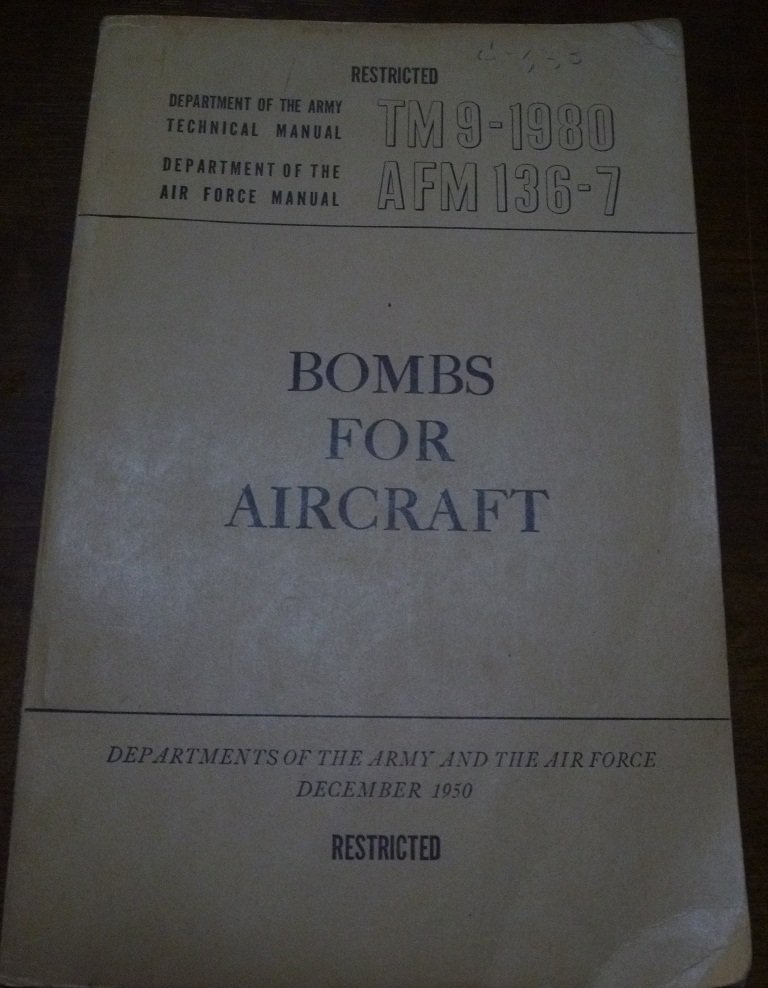 RESTRICTED
DEPARTMENT OF THE ARMY
TECHNICAL MANUAL
TM 9-1980
DEPARTMENT OF THE
AIR FORCE MANUAL
AFM 136-7
BOMBS
FOR
AIRCRAFT
DEPARTMENTS OF THE ARMY AND THE AIR FORCE
DECEMBER 1950
RESTRICTED